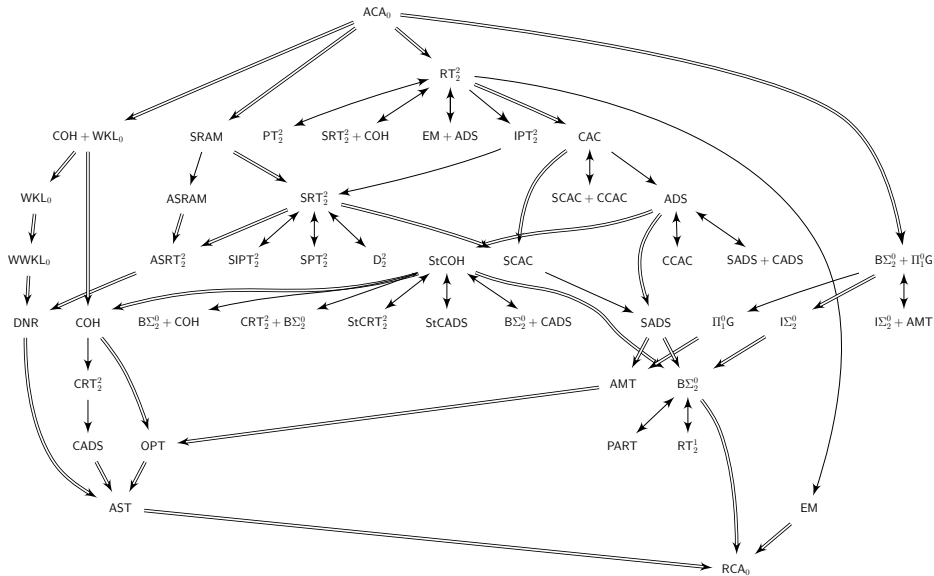 ACA₀
RT²₂
COH + WKL₀ SRAM PT²₂ SRT²₂ + COH EM + ADS IPT²₂ CAC
WKL₀ ASRAM SRT²₂ SCAC + CCAC ADS
WWKL₀ ASRT²₂ SIPT²₂ SPT²₂ D²₂ StCOH SCAC CCAC SADS + CADS BΣ⁰₂ + Π⁰₁G
DNR COH BΣ⁰₂ + COH CRT²₂ + BΣ⁰₂ StCRT²₂ StCADS BΣ⁰₂ + CADS SADS Π⁰₁G IΣ⁰₂ IΣ⁰₂ + AMT
CRT²₂ AMT BΣ⁰₂
CADS OPT PART RT¹₂
AST EM
RCA₀